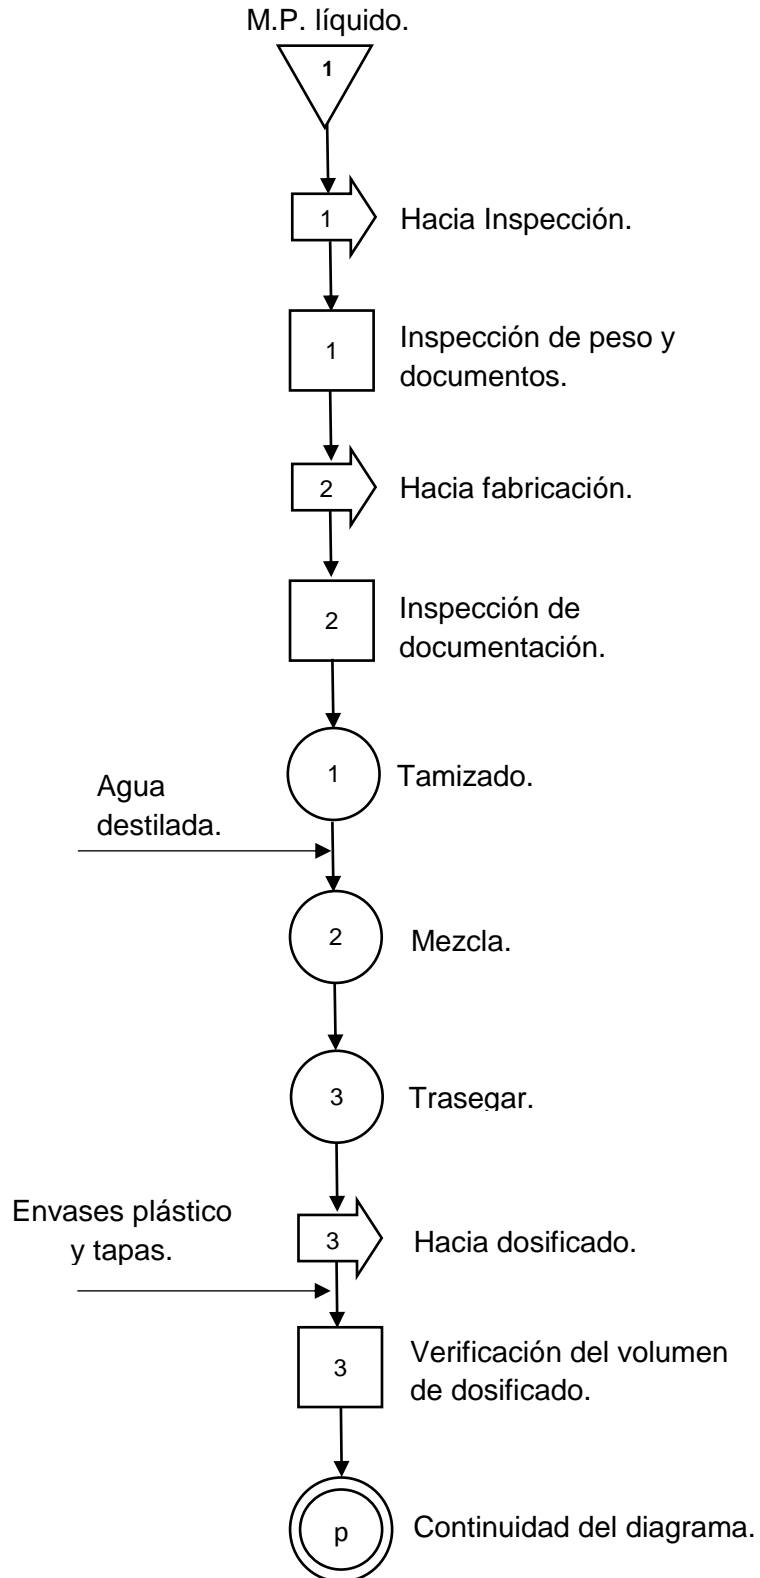 M.P. líquido.
1
1
Hacia Inspección.
1
Inspección de peso y
documentos.
2
Hacia fabricación.
2
Inspección de
documentación.
1
Tamizado.
Agua
destilada.
2
Mezcla.
3
Trasegar.
Envases plástico
y tapas.
3
Hacia dosificado.
3
Verificación del volumen
de dosificado.
p
Continuidad del diagrama.